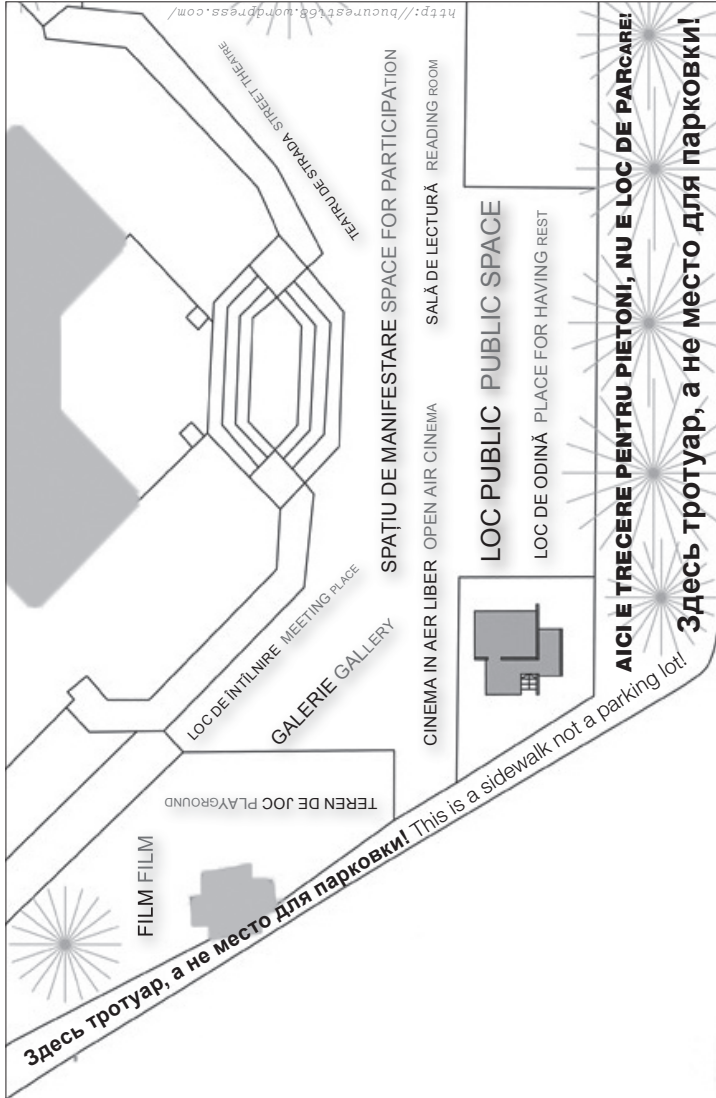 http://bucuresti68.wordpress.com/
TEATRU DE STRADA STREET THEATRE
SPAȚIU DE MANIFESTARE SPACE FOR PARTICIPATION
SALĂ DE LECTURĂ READING ROOM
LOC PUBLIC PUBLIC SPACE
LOC DE ODINĂ PLACE FOR HAVING REST
CINEMA IN AER LIBER OPEN AIR CINEMA
LOC DE ÎNTÎLNIRE MEETING PLACE
GALERIE GALLERY
TEREN DE JOC PLAYGROUND
FILM FILM
AICI E TRECERE PENTRU PIETONI, NU E LOC DE PARCARE!
Здесь тротуар, а не место для парковки!
Здесь тротуар, а не место для парковки! This is a sidewalk not a parking lot!